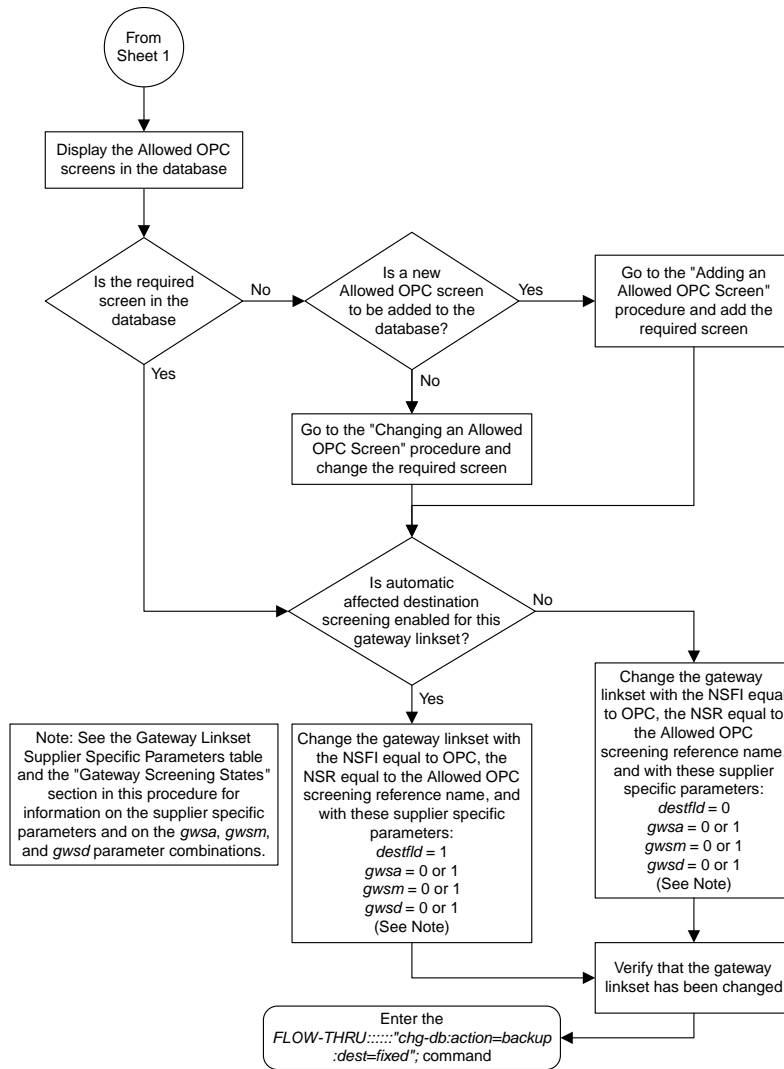 From
Sheet 1
Display the Allowed OPC
screens in the database
Is the required
screen in the
database
No
Yes
Is a new
Allowed OPC screen
to be added to the
database?
Yes
No
Go to the "Adding an
Allowed OPC Screen"
procedure and add the
required screen
Go to the "Changing an Allowed
OPC Screen" procedure and
change the required screen
Is automatic
affected destination
screening enabled for this
gateway linkset?
No
Yes
Note: See the Gateway Linkset
Supplier Specific Parameters table
and the "Gateway Screening States"
section in this procedure for
information on the supplier specific
parameters and on the gwsa, gwsm,
and gwsd parameter combinations.
Change the gateway linkset with
the NSFI equal to OPC, the
NSR equal to the Allowed OPC
screening reference name, and
with these supplier specific
parameters:
destfld = 1
gwsa = 0 or 1
gwsm = 0 or 1
gwsd = 0 or 1
(See Note)
Change the gateway
linkset with the NSFI equal
to OPC, the NSR equal to
the Allowed OPC
screening reference name
and with these supplier
specific parameters:
destfld = 0
gwsa = 0 or 1
gwsm = 0 or 1
gwsd = 0 or 1
(See Note)
Verify that the gateway
linkset has been changed
Enter the
FLOW-THRU::::::"chg-db:action=backup
:dest=fixed"; command